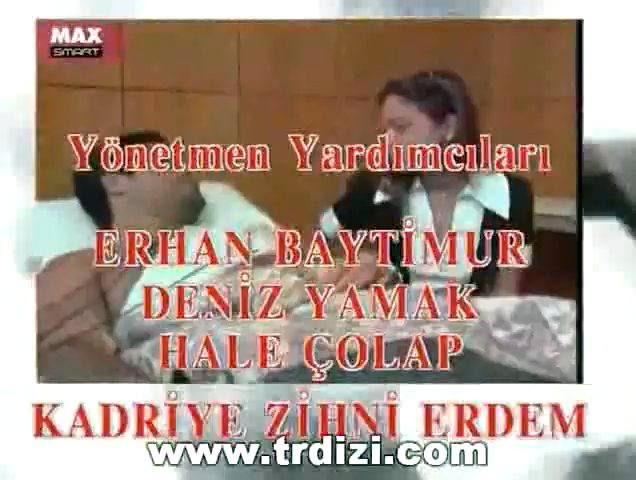 MAX
SMART
Yönetmen Yardımcıları
ERHAN BAYTİMUR
DENİZ YAMAK
HALE ÇOLAP
KADRİYE ZİHNİ ERDEM
www.trdizi.com